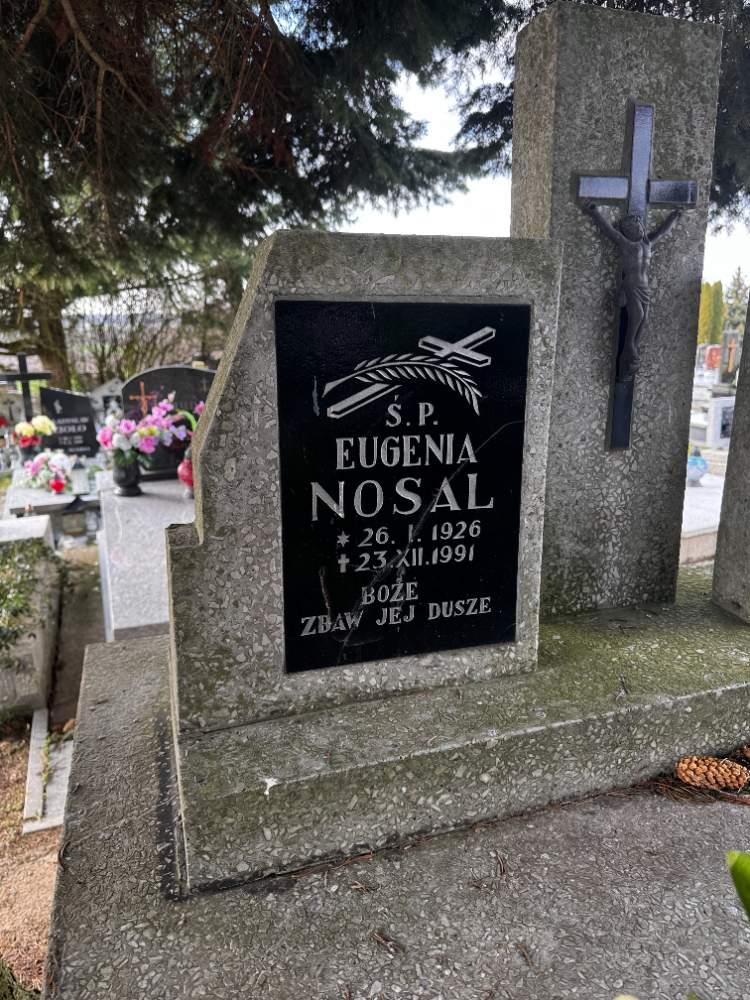 Ś. P.
EUGENIA
NOSAL
* 26. I. 1926
† 23. XII. 1991
BOŻE
ZBAW JEJ DUSZE